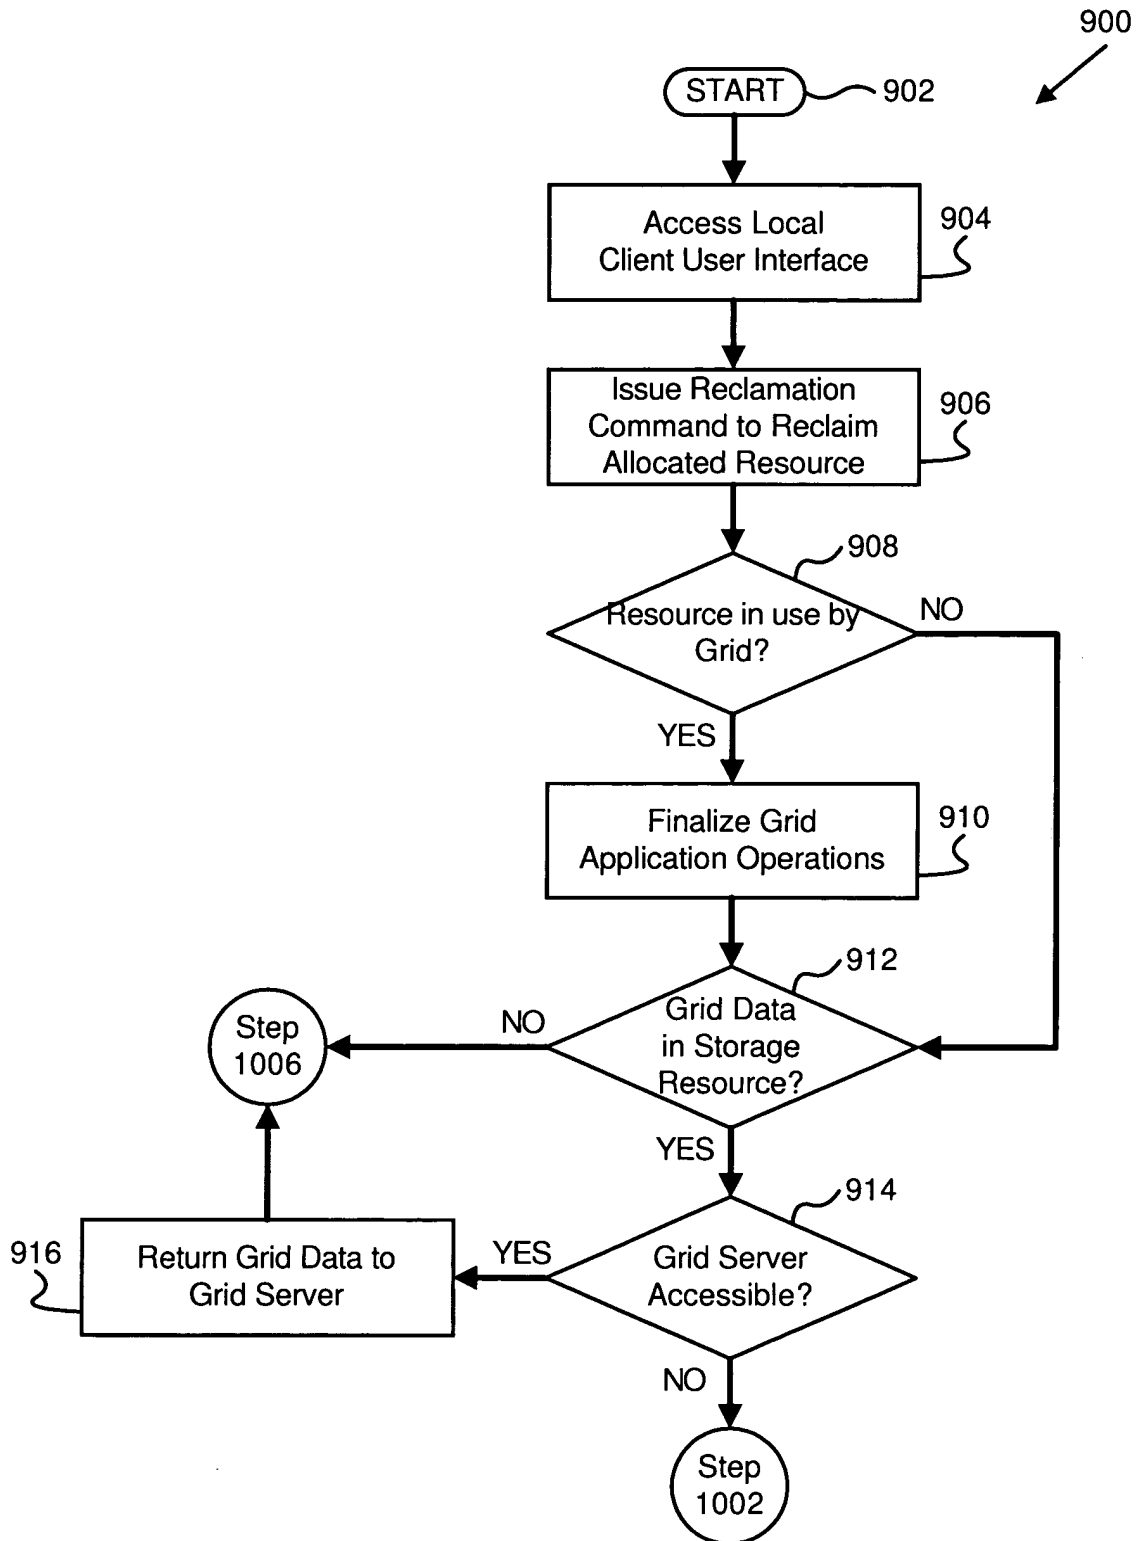 900
START
902
Access Local
Client User Interface
904
Issue Reclamation
Command to Reclaim
Allocated Resource
906
908
Resource in use by
Grid?
NO
YES
Finalize Grid
Application Operations
910
912
Grid Data
in Storage
Resource?
NO
Step
1006
YES
914
Grid Server
Accessible?
YES
916
Return Grid Data to
Grid Server
NO
Step
1002